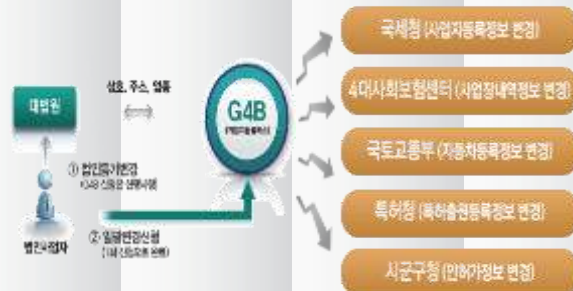 국세청 (사업자등록정보 변경)
상호, 주소, 업종
대법원
G4B
4대사회보험센터 (사업장내역정보 변경)
① 법인등기변경
국토교통부 (자동차등록정보 변경)
특허청 (특허출원등록정보 변경)
법인사업자
② 일괄변경신청
시군구청 (인허가정보 변경)